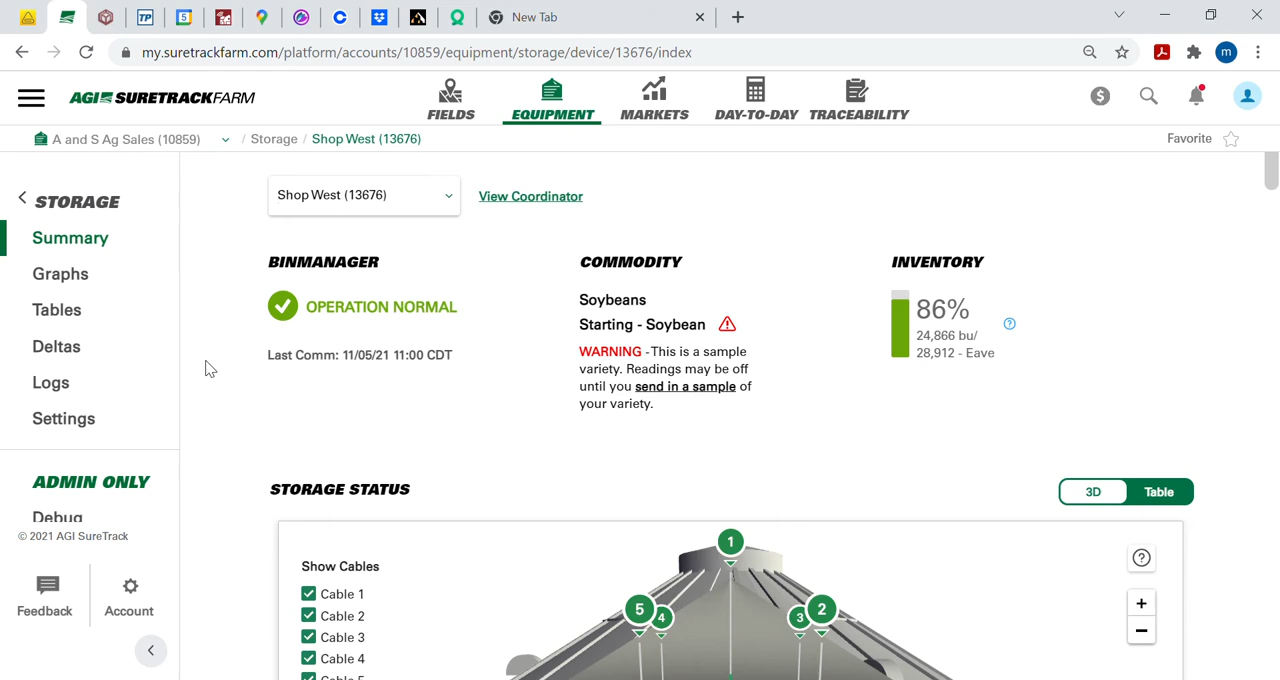 New Tab
my.suretrackfarm.com/platform/accounts/10859/equipment/storage/device/13676/index
m
AGI SURETRACKFARM
FIELDS
EQUIPMENT
MARKETS
DAY-TO-DAY
TRACEABILITY
A and S Ag Sales (10859) / Storage / Shop West (13676)
Favorite
STORAGE
Summary
Graphs
Tables
Deltas
Logs
Settings
ADMIN ONLY
Debug
© 2021 AGI SureTrack
Feedback
Account
Shop West (13676)
View Coordinator
BINMANAGER
OPERATION NORMAL
Last Comm: 11/05/21 11:00 CDT
COMMODITY
Soybeans
Starting - Soybean
WARNING - This is a sample
variety. Readings may be off
until you send in a sample of
your variety.
INVENTORY
86%
24,866 bu/
28,912 - Eave
STORAGE STATUS
3D
Table
Show Cables
Cable 1
Cable 2
Cable 3
Cable 4
Cable 5
1
5
4
3
2